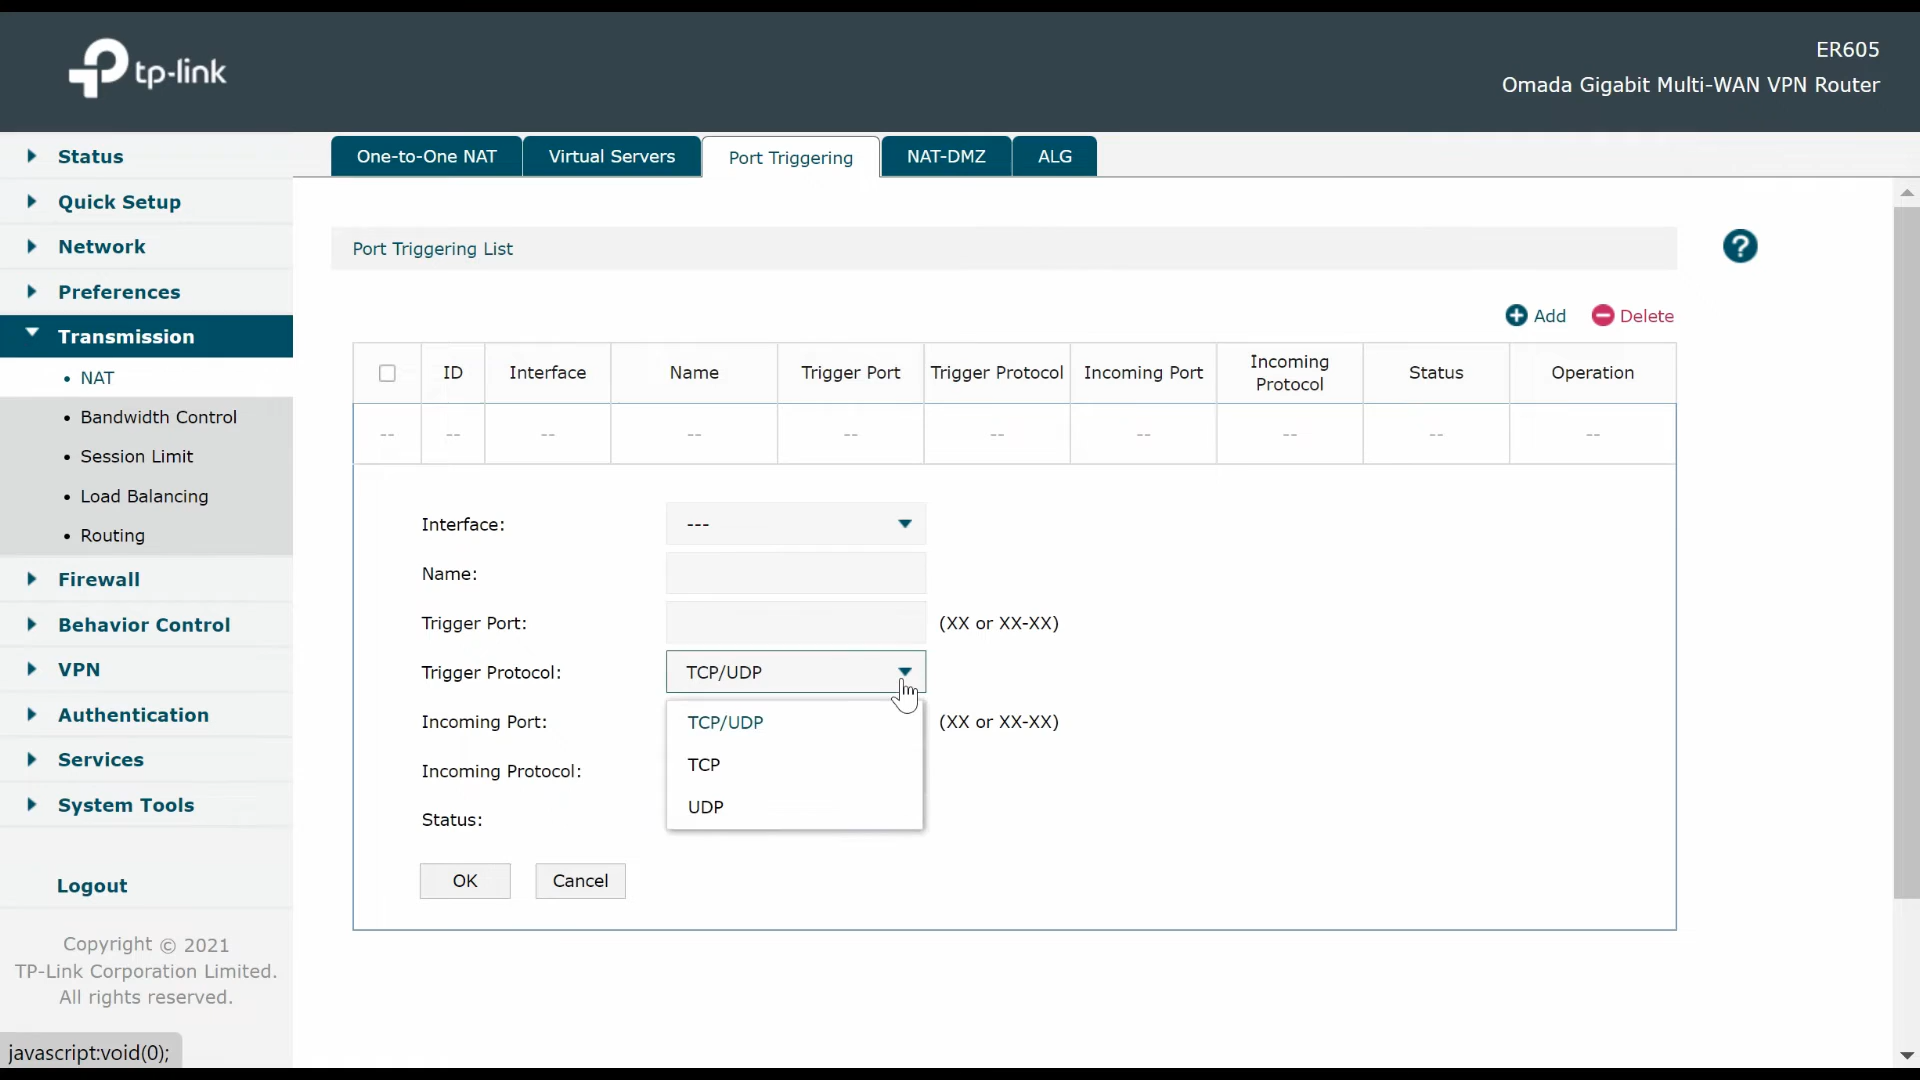 tp-link
ER605
Omada Gigabit Multi-WAN VPN Router
Status
Quick Setup
Network
Preferences
Transmission
NAT
Bandwidth Control
Session Limit
Load Balancing
Routing
Firewall
Behavior Control
VPN
Authentication
Services
System Tools
Logout
Copyright © 2021
TP-Link Corporation Limited.
All rights reserved.
javascript:void(0);
One-to-One NAT
Virtual Servers
Port Triggering
NAT-DMZ
ALG
Port Triggering List
?
Add
Delete
ID
Interface
Name
Trigger Port
Trigger Protocol
Incoming Port
Incoming
Protocol
Status
Operation
-- -- -- -- -- -- -- -- -- --
Interface: ---
Name:
Trigger Port: (XX or XX-XX)
Trigger Protocol: TCP/UDP
TCP/UDP
TCP
UDP
Incoming Port: (XX or XX-XX)
Incoming Protocol:
Status:
OK
Cancel